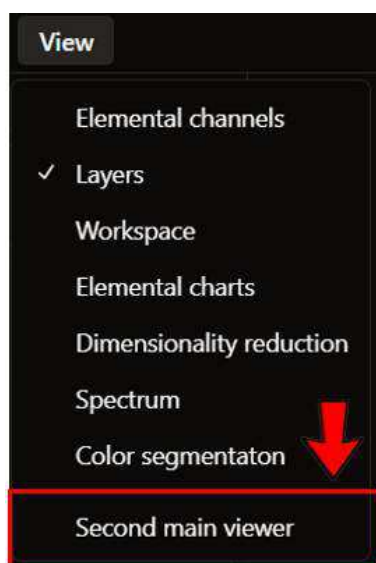 View
Elemental channels
Layers
Workspace
Elemental charts
Dimensionality reduction
Spectrum
Color segmentaton
Second main viewer